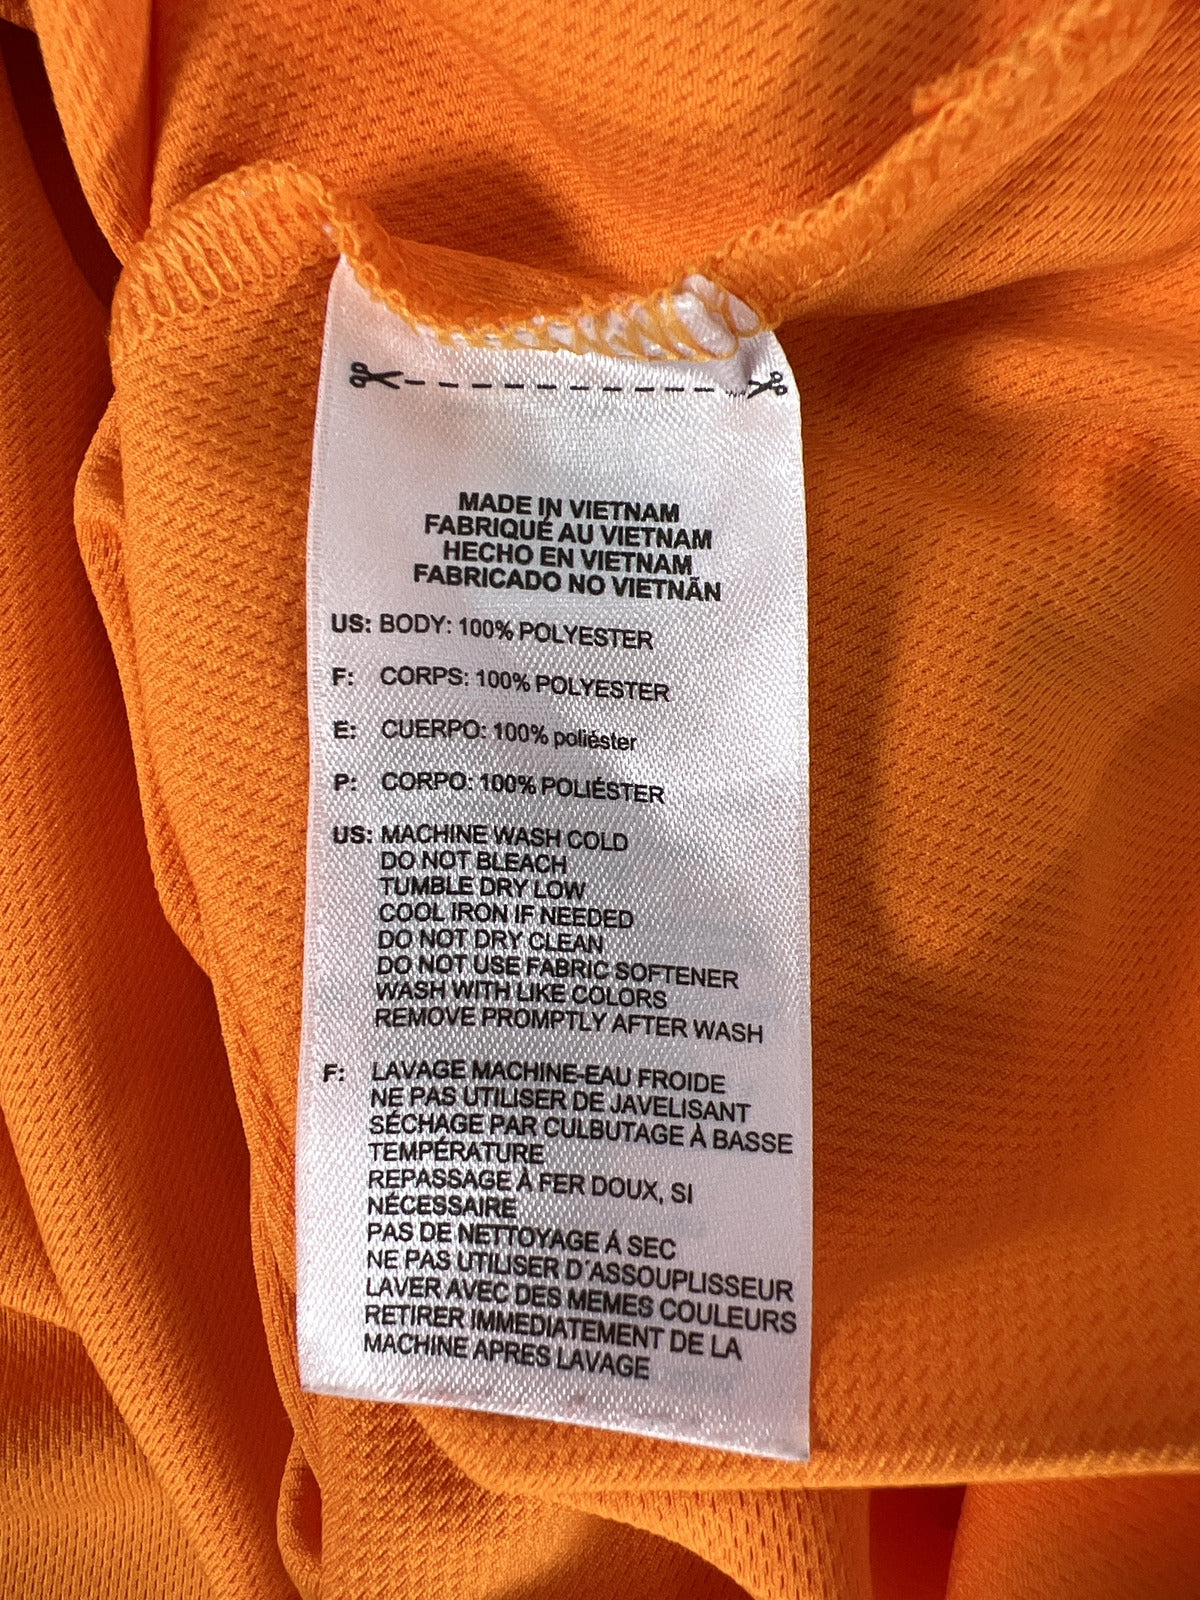 MADE IN VIETNAM
FABRIQUÉ AU VIETNAM
HECHO EN VIETNAM
FABRICADO NO VIETNÃN
US: BODY: 100% POLYESTER
F: CORPS: 100% POLYESTER
E: CUERPO: 100% poliéster
P: CORPO: 100% POLIÉSTER
US: MACHINE WASH COLD
DO NOT BLEACH
TUMBLE DRY LOW
COOL IRON IF NEEDED
DO NOT DRY CLEAN
DO NOT USE FABRIC SOFTENER
WASH WITH LIKE COLORS
REMOVE PROMPTLY AFTER WASH
F: LAVAGE MACHINE-EAU FROIDE
NE PAS UTILISER DE JAVELISANT
SÉCHAGE PAR CULBUTAGE À BASSE
TEMPÉRATURE
REPASSAGE À FER DOUX, SI
NÉCESSAIRE
PAS DE NETTOYAGE Á SEC
NE PAS UTILISER D'ASSOUPLISSEUR
LAVER AVEC DES MEMES COULEURS
RETIRER IMMEDIATEMENT DE LA
MACHINE APRES LAVAGE